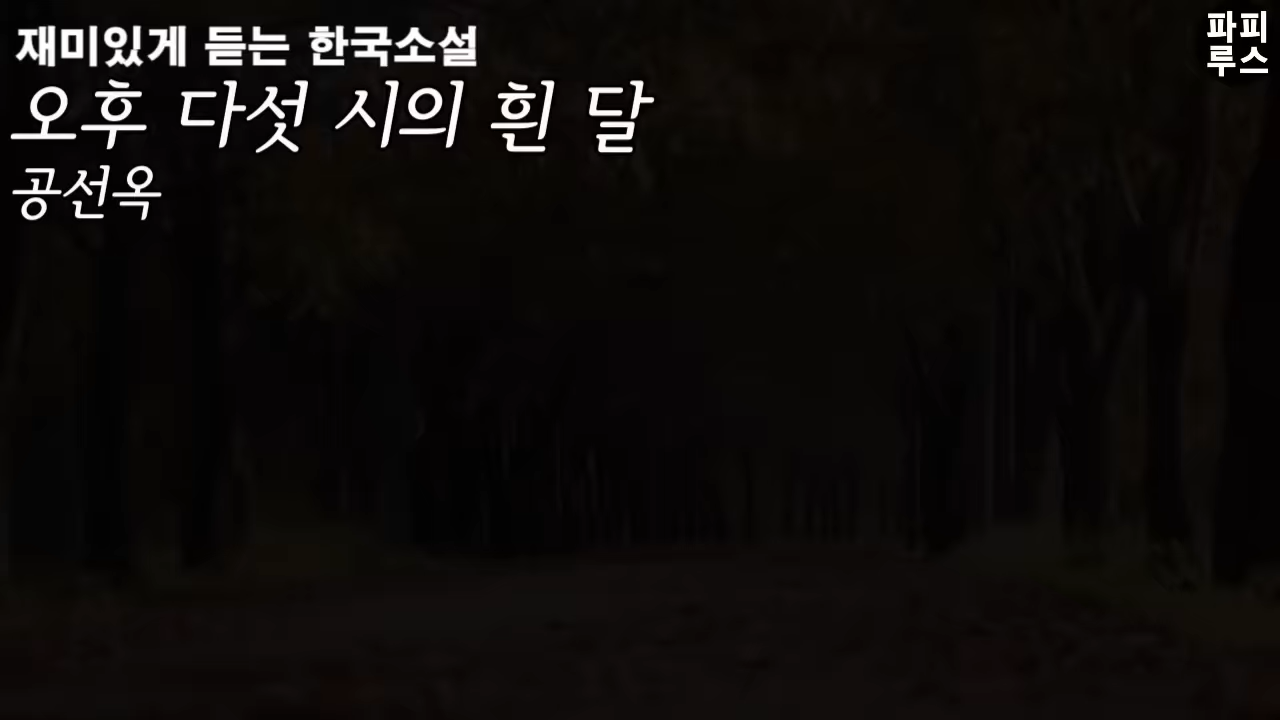 재미있게 듣는 한국소설
오후 다섯 시의 흰 달
공선옥
파피
루스